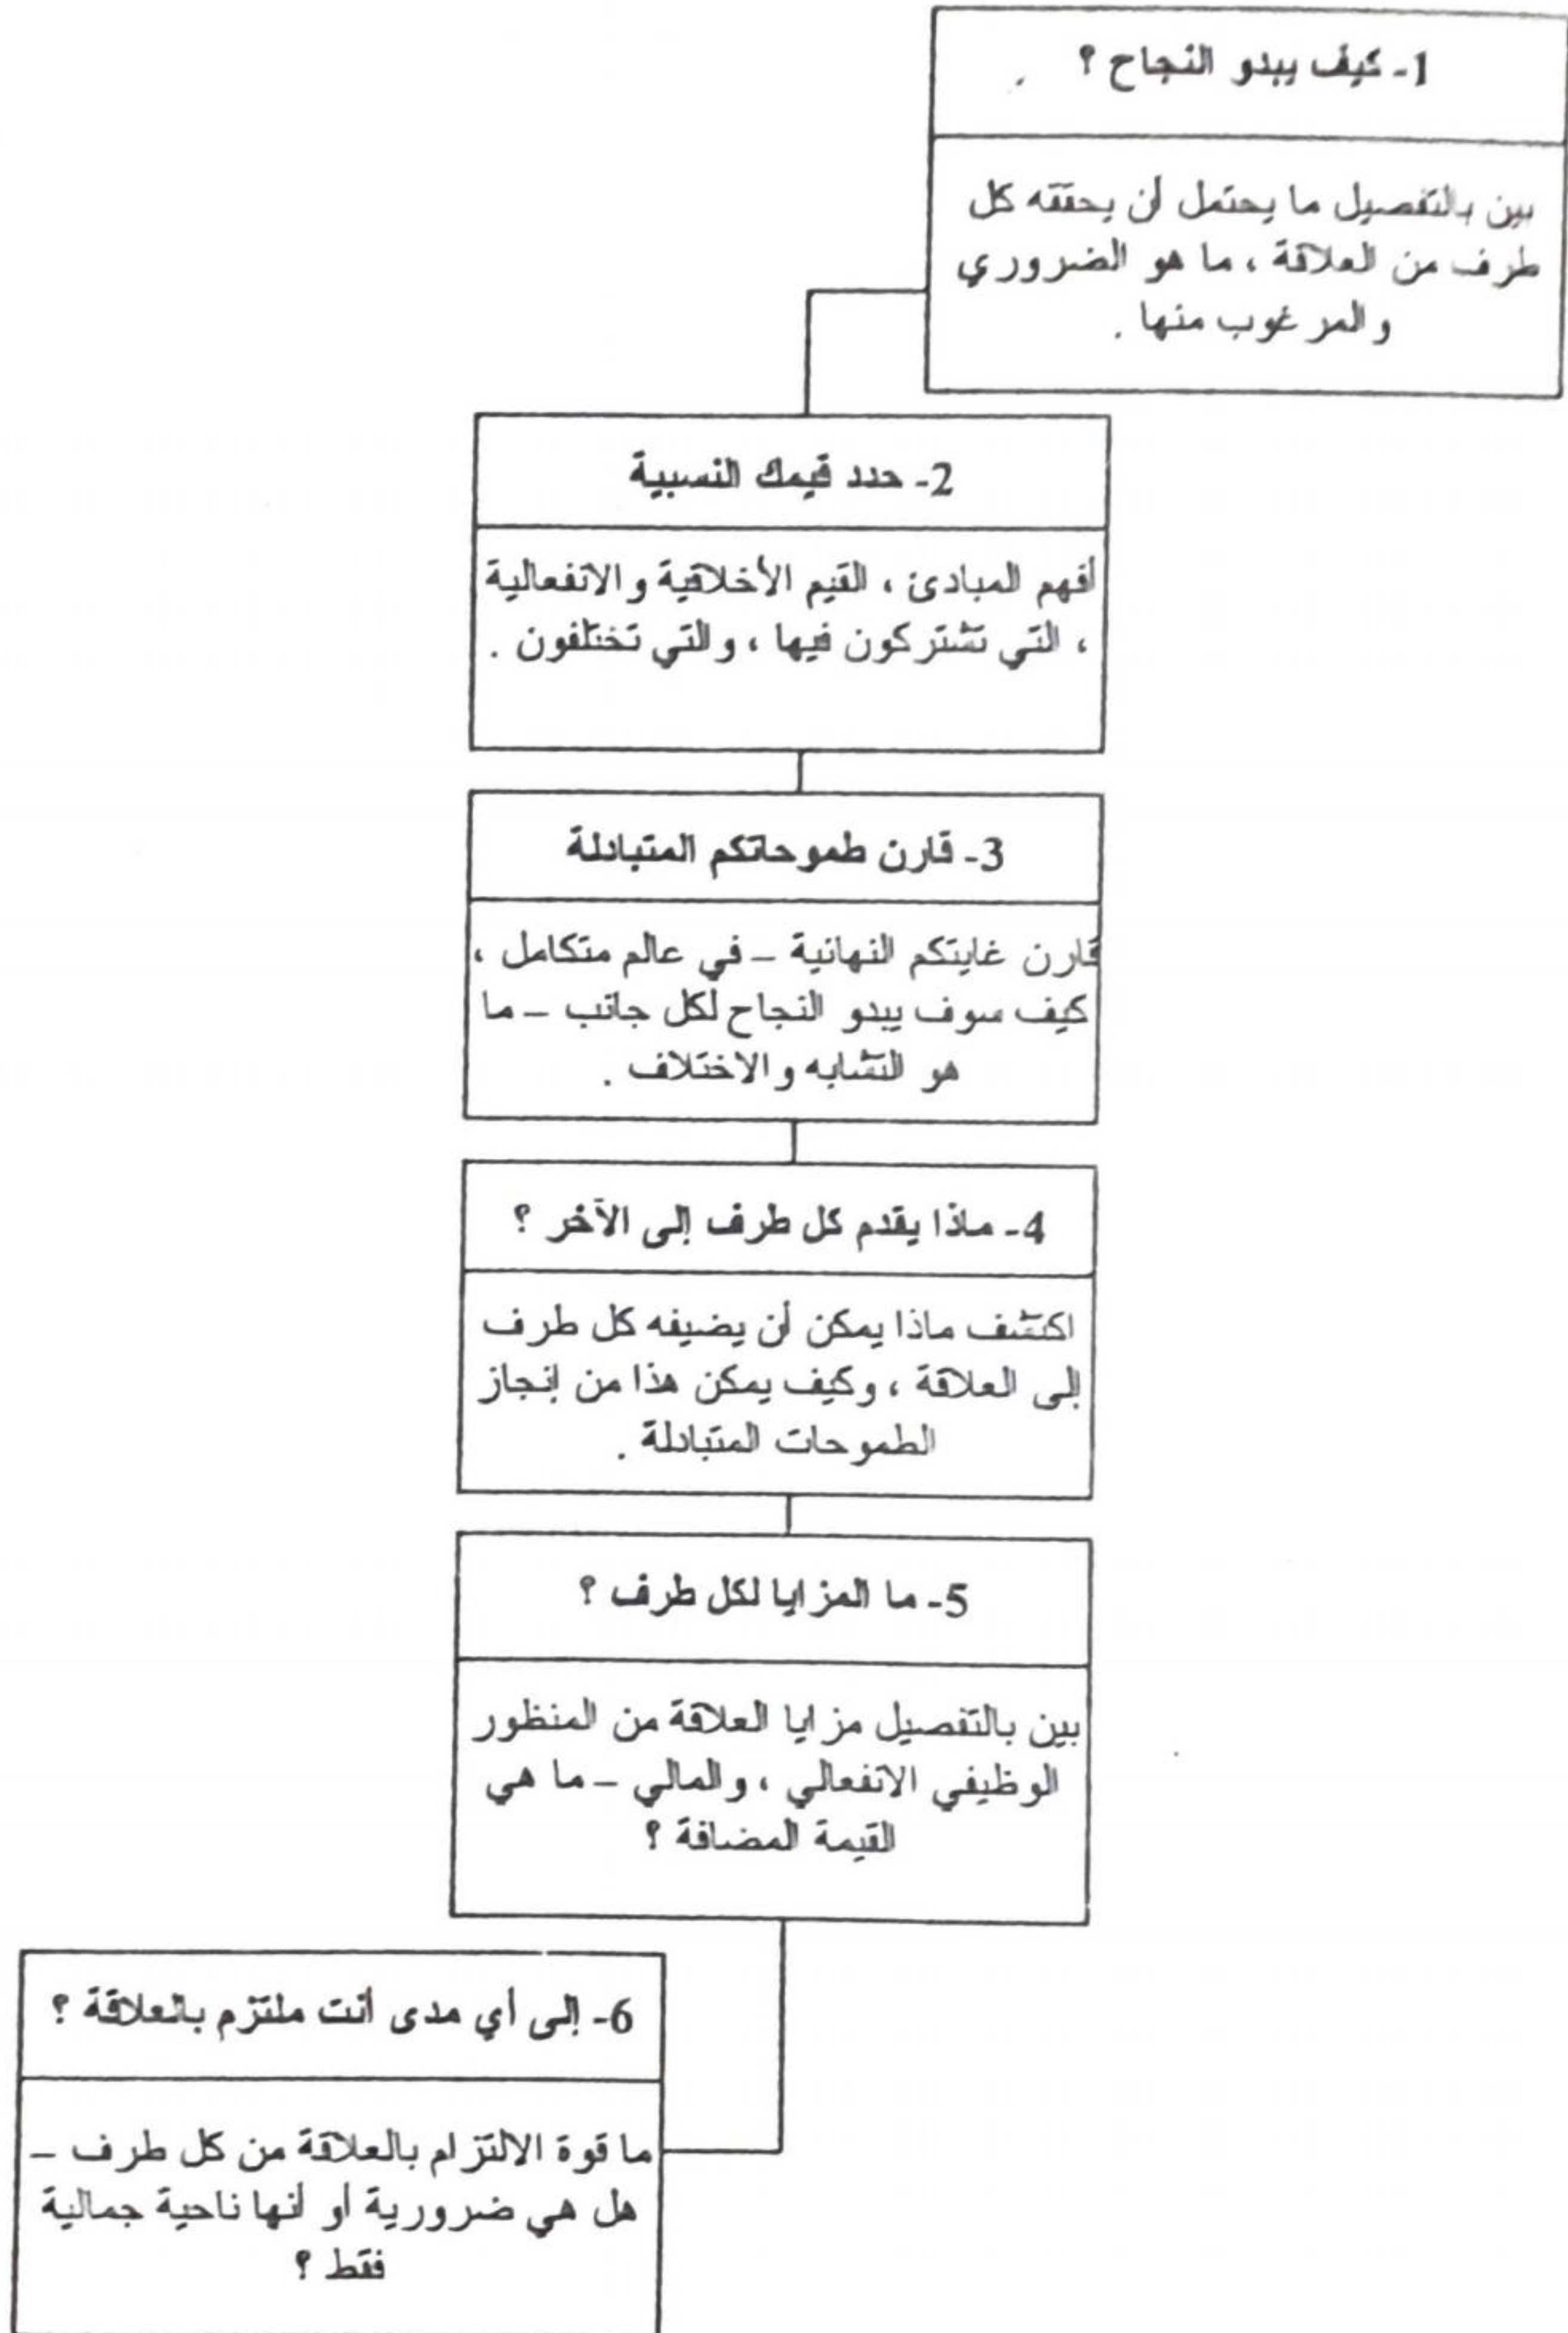 1- كيف يبدو النجاح ؟
بين بالتفصيل ما يحتمل أن يحققه كل
طرف من العلاقة ، ما هو الضروري
والمرغوب منها .
2- حدد قيمك النسبية
أفهم المبادئ ، القيم الأخلاقية والانفعالية
، التي تشتركون فيها ، والتي تختلفون .
3- قارن طموحاتكم المتبادلة
قارن غايتكم النهائية – في عالم متكامل ،
كيف سوف يبدو النجاح لكل جانب – ما
هو التشابه والاختلاف .
4- ماذا يقدم كل طرف إلى الآخر ؟
اكتشف ماذا يمكن أن يضيفه كل طرف
إلى العلاقة ، وكيف يمكن هذا من إنجاز
الطموحات المتبادلة .
5- ما المزايا لكل طرف ؟
بين بالتفصيل مزايا العلاقة من المنظور
الوظيفي الانفعالي ، والمالي – ما هي
القيمة المضافة ؟
6- إلى أي مدى أنت ملتزم بالعلاقة ؟
ما قوة الالتزام بالعلاقة من كل طرف –
هل هي ضرورية أو أنها ناحية جمالية
فقط ؟